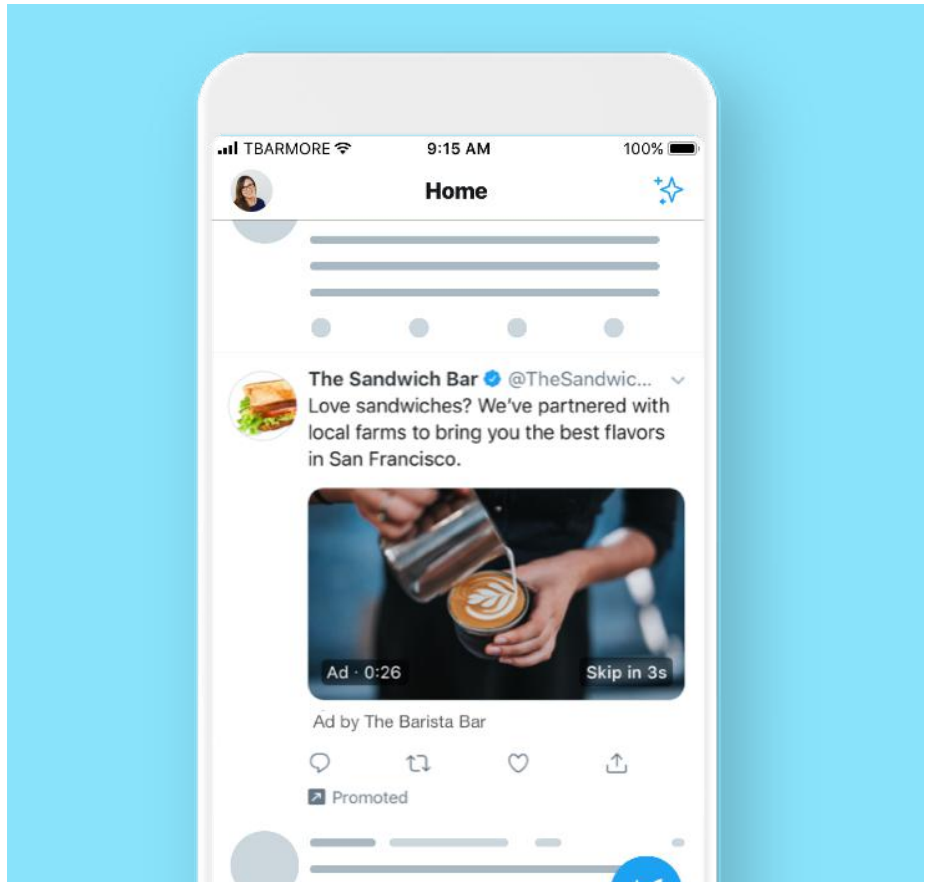 TBARMORE 9:15 AM 100%
Home
The Sandwich Bar @TheSandwic...
Love sandwiches? We've partnered with
local farms to bring you the best flavors
in San Francisco.
Ad · 0:26 Skip in 3s
Ad by The Barista Bar
Promoted